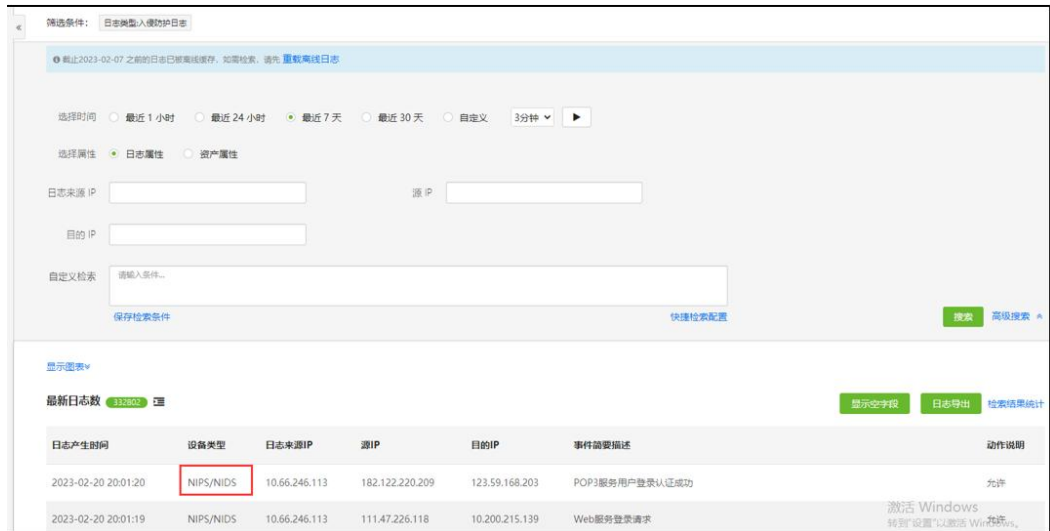 «
筛选条件： 日志类型:入侵防护日志
截止2023-02-07 之前的日志已被离线缓存，如需检索，请先 重载离线日志
选择时间 最近 1 小时 最近 24 小时 最近 7 天 最近 30 天 自定义 3分钟
选择属性 日志属性 资产属性
日志来源 IP 源 IP
目的 IP
自定义检索 请输入条件...
保存检索条件 快捷检索配置 搜索 高级搜索
显示图表
最新日志数 332802 显示空字段 日志导出 检索结果统计
日志产生时间 设备类型 日志来源IP 源IP 目的IP 事件简要描述 动作说明
2023-02-20 20:01:20 NIPS/NIDS 10.66.246.113 182.122.220.209 123.59.168.203 POP3服务用户登录认证成功 允许
激活 Windows
2023-02-20 20:01:19 NIPS/NIDS 10.66.246.113 111.47.226.118 10.200.215.139 Web服务登录请求 允许
转到"设置"以激活 Windows。